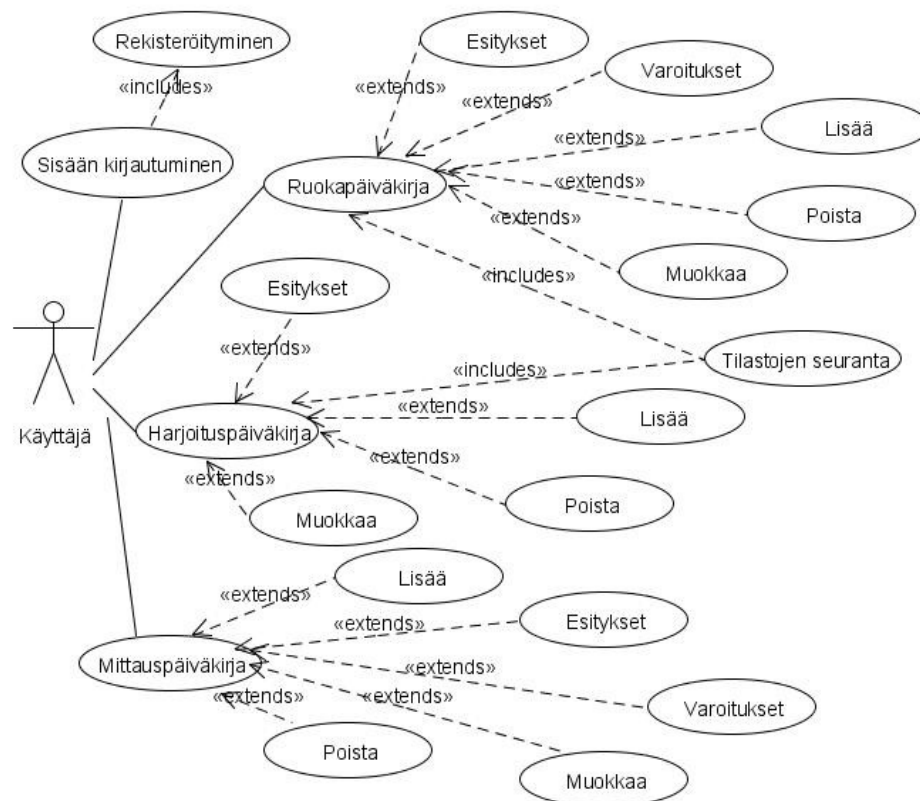 Rekisteröityminen
Esitykset
Varoitukset
«includes»
«extends»
«extends»
Lisää
«extends»
Sisään kirjautuminen
Ruokapäiväkirja
«extends»
Poista
«extends»
Muokkaa
«includes»
Esitykset
«extends»
Tilastojen seuranta
«includes»
«extends»
Lisää
Käyttäjä
Harjoituspäiväkirja
«extends»
«extends»
Poista
Muokkaa
Lisää
«extends»
Esitykset
«extends»
Mittauspäiväkirja
«extends»
«extends»
«extends»
Varoitukset
Poista
Muokkaa